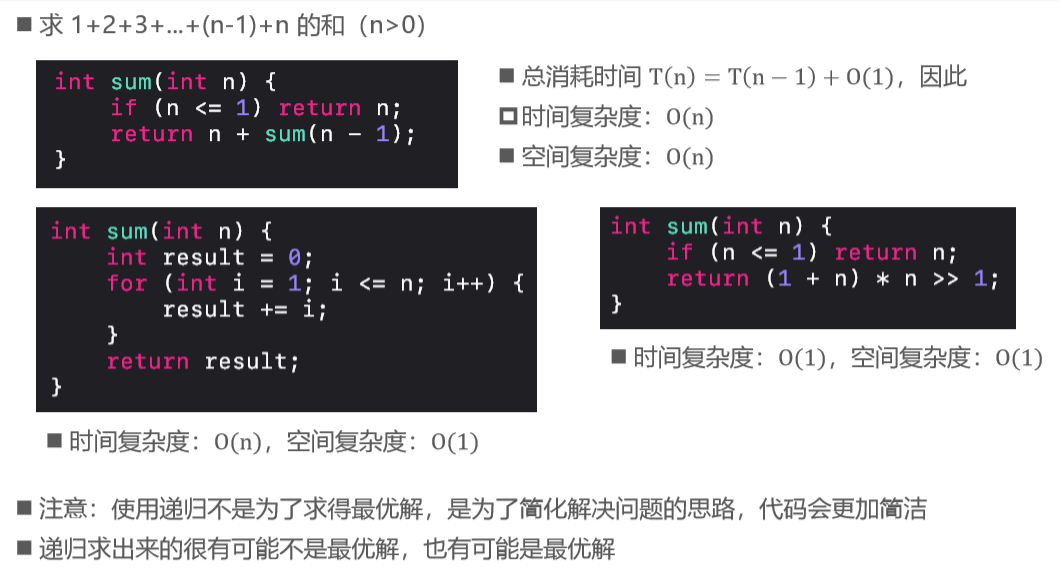 ■ 求 1+2+3+...+(n-1)+n 的和（n>0）
int sum(int n) {
    if (n <= 1) return n;
    return n + sum(n - 1);
}
■ 总消耗时间 T(n) = T(n − 1) + O(1)，因此
时间复杂度：O(n)
■ 空间复杂度：O(n)
int sum(int n) {
    int result = 0;
    for (int i = 1; i <= n; i++) {
        result += i;
    }
    return result;
}
■ 时间复杂度：O(n)，空间复杂度：O(1)
int sum(int n) {
    if (n <= 1) return n;
    return (1 + n) * n >> 1;
}
■ 时间复杂度：O(1)，空间复杂度：O(1)
■ 注意：使用递归不是为了求得最优解，是为了简化解决问题的思路，代码会更加简洁
■ 递归求出来的很有可能不是最优解，也有可能是最优解